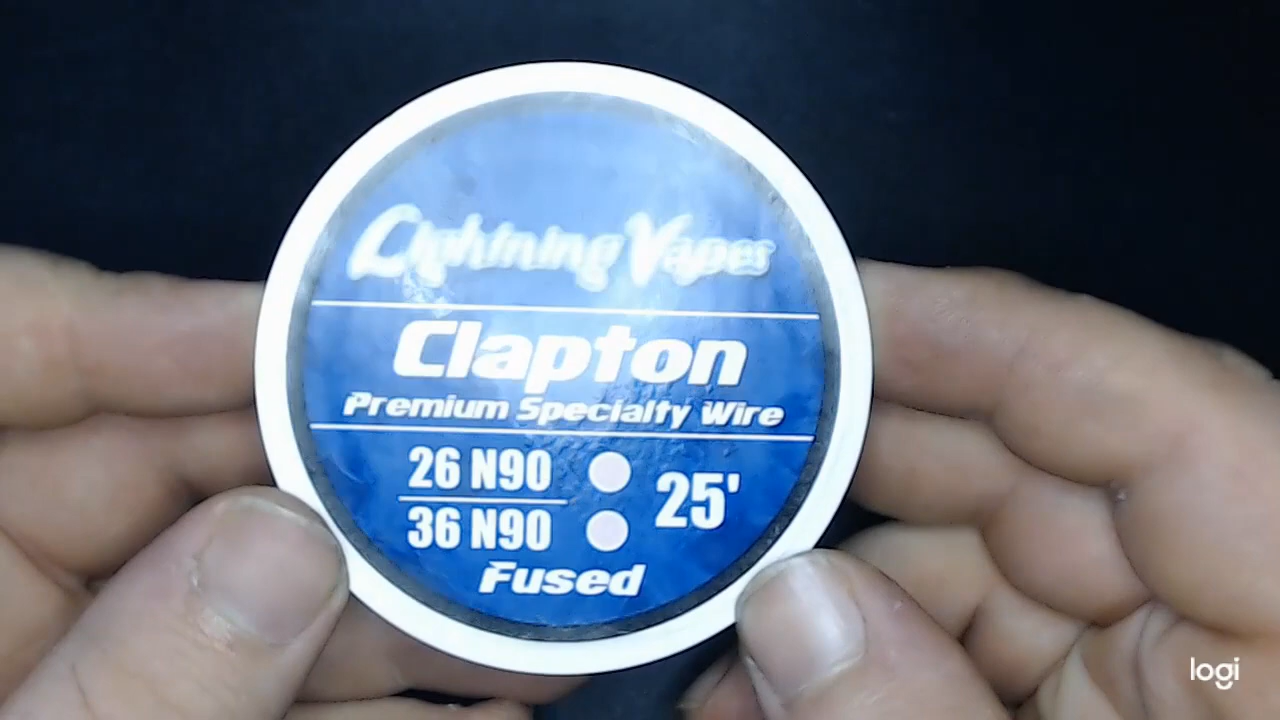 Lightning Vapes
Clapton
Premium Specialty Wire
26 N90
36 N90
25'
Fused
logi